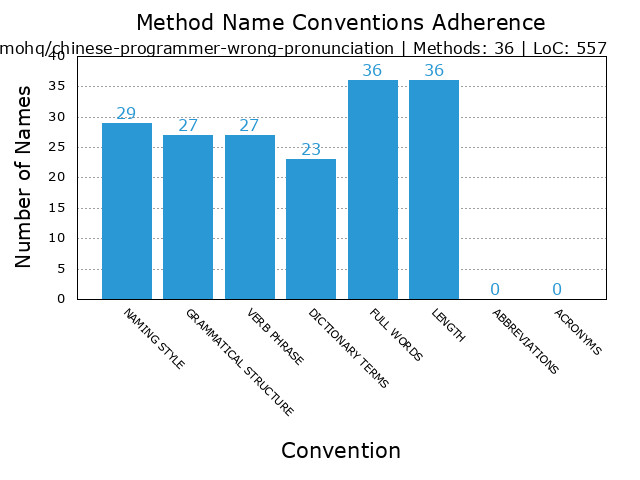 Method Name Conventions Adherence
mohq/chinese-programmer-wrong-pronunciation | Methods: 36 | LoC: 557
Number of Names
40
35
30
25
20
15
10
5
0
29
27
27
23
36
36
0
0
NAMING STYLE
GRAMMATICAL STRUCTURE
VERB PHRASE
DICTIONARY TERMS
FULL WORDS
LENGTH
ABBREVIATIONS
ACRONYMS
Convention